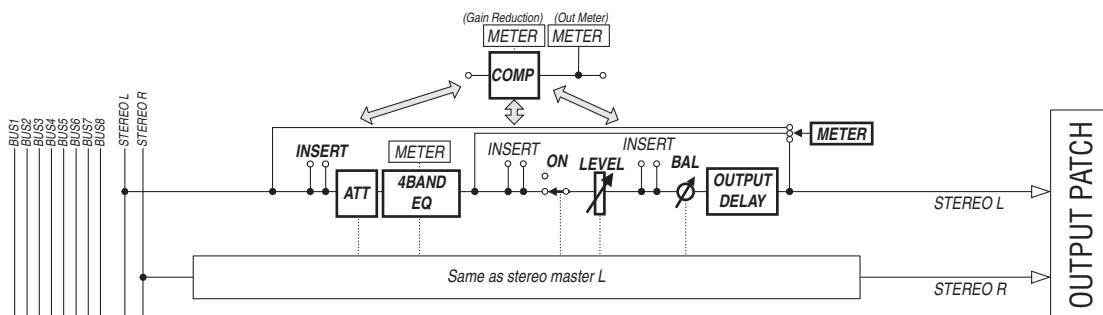 (Gain Reduction) (Out Meter)
METER METER
COMP
BUS1
BUS2
BUS3
BUS4
BUS5
BUS6
BUS7
BUS8
STEREO L
STEREO R
METER
INSERT
METER
INSERT
ON
LEVEL
INSERT
BAL
ATT
4BAND
EQ
OUTPUT
DELAY
STEREO L
Same as stereo master L
STEREO R
OUTPUT PATCH